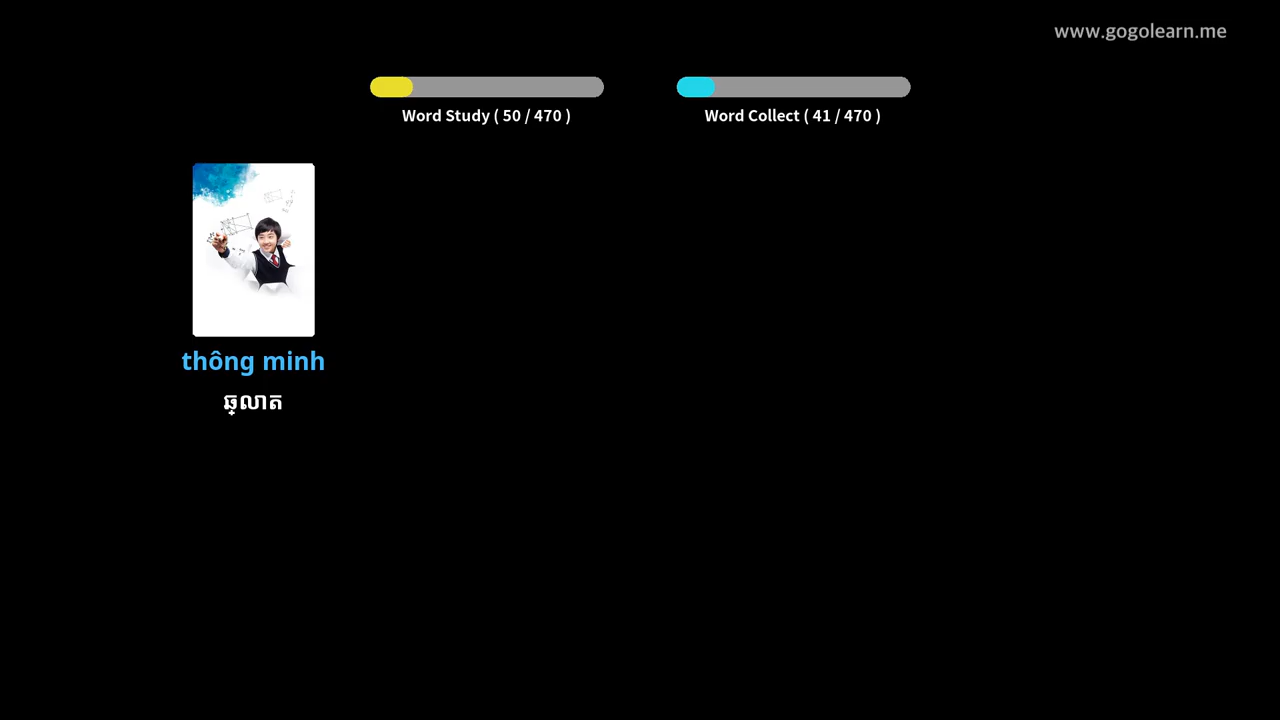 www.gogolearn.me
Word Study ( 50 / 470 )
Word Collect ( 41 / 470 )
thông minh
ឆ្លាត